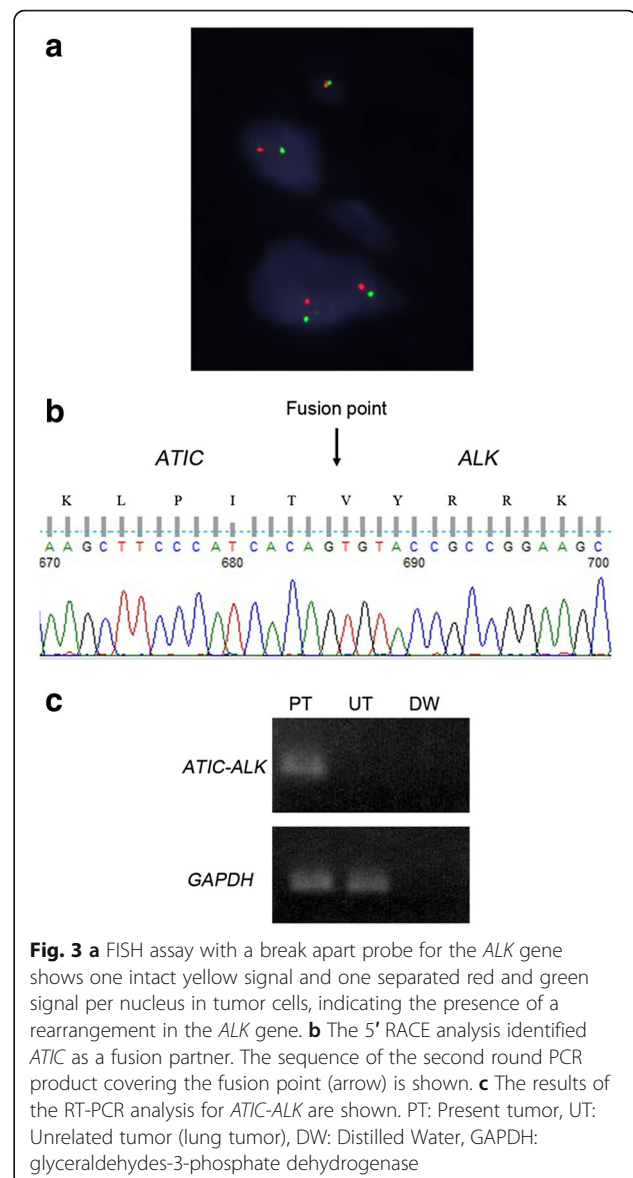 a
b
Fusion point
ATIC ALK
K L P I T V Y R R K
A A G C T T C C C A T C A C A G T G T A C C G C C G G A A G C
670 680 690 700
c
PT UT DW
ATIC-ALK
GAPDH
Fig. 3 a FISH assay with a break apart probe for the ALK gene
shows one intact yellow signal and one separated red and green
signal per nucleus in tumor cells, indicating the presence of a
rearrangement in the ALK gene. b The 5′ RACE analysis identified
ATIC as a fusion partner. The sequence of the second round PCR
product covering the fusion point (arrow) is shown. c The results of
the RT-PCR analysis for ATIC-ALK are shown. PT: Present tumor, UT:
Unrelated tumor (lung tumor), DW: Distilled Water, GAPDH:
glyceraldehydes-3-phosphate dehydrogenase